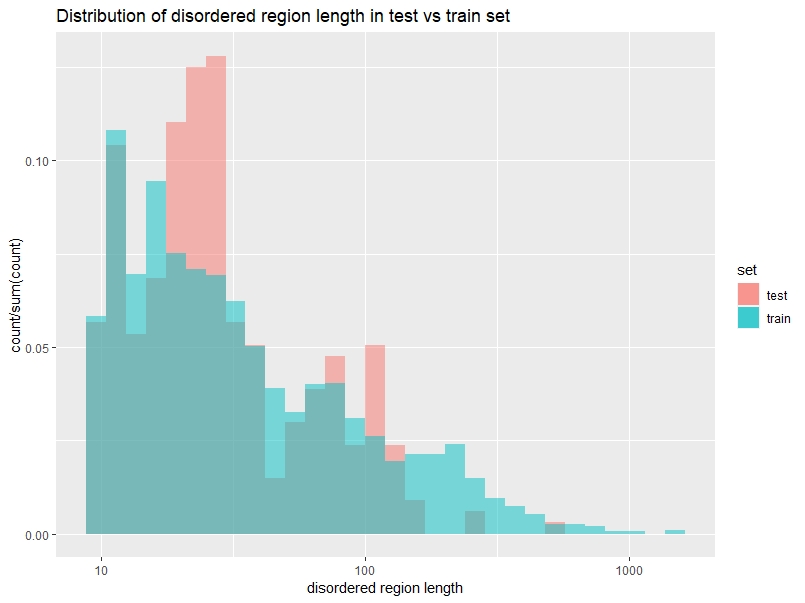 Distribution of disordered region length in test vs train set
count/sum(count)
0.10
0.05
0.00
10
100
1000
disordered region length
set
test
train